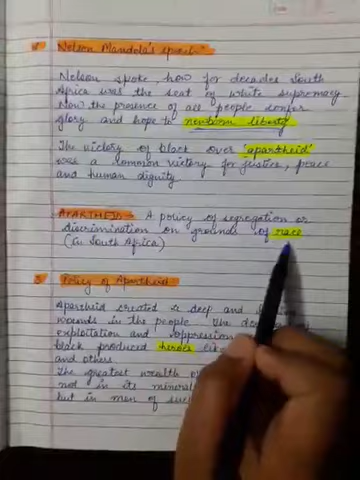 Nelson Mandela's speech"
Nelson spoke, how for decades South
Africa was the seat of white supremacy
Now the presence of all people confer
glory and hope to newborn liberty
The victory of black over 'apartheid'
was a common victory for justice, peace
and human dignity
APARTHEID - A policy of segregation or
discrimination on grounds of race
(in South Africa)
5 Policy of Apartheid
Apartheid created a deep and
wounds in the people The
exploitation and oppression
black produced heroes
and others
The greatest wealth
not in its mineral
but in men of such